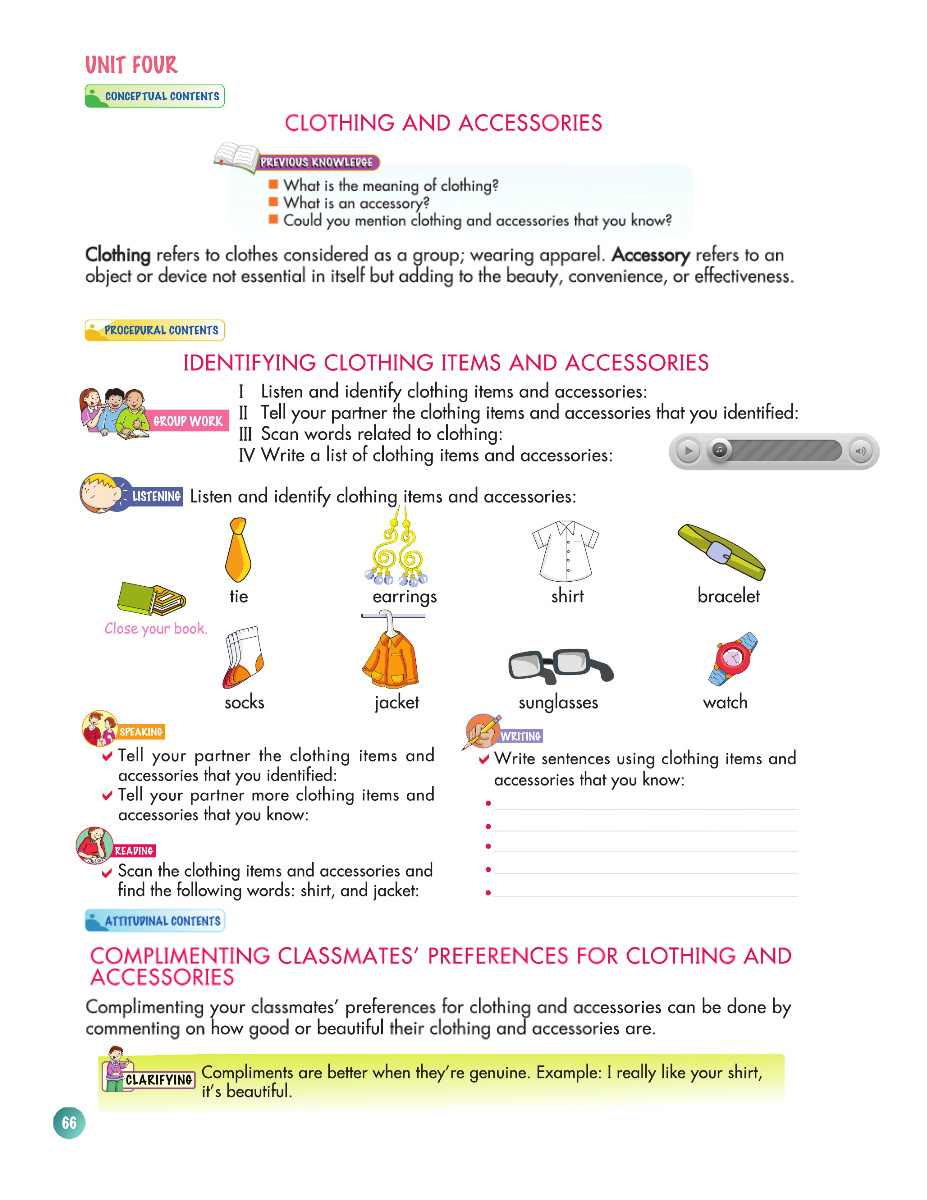 UNIT FOUR
CONCEPTUAL CONTENTS
CLOTHING AND ACCESSORIES
PREVIOUS KNOWLEDGE
What is the meaning of clothing?
What is an accessory?
Could you mention clothing and accessories that you know?
Clothing refers to clothes considered as a group; wearing apparel. Accessory refers to an
object or device not essential in itself but adding to the beauty, convenience, or effectiveness.
PROCEDURAL CONTENTS
IDENTIFYING CLOTHING ITEMS AND ACCESSORIES
GROUP WORK
I Listen and identify clothing items and accessories:
II Tell your partner the clothing items and accessories that you identified:
III Scan words related to clothing:
IV Write a list of clothing items and accessories:
LISTENING Listen and identify clothing items and accessories:
tie earrings shirt bracelet
Close your book.
socks jacket sunglasses watch
SPEAKING
Tell your partner the clothing items and
accessories that you identified:
Tell your partner more clothing items and
accessories that you know:
READING
Scan the clothing items and accessories and
find the following words: shirt, and jacket:
WRITING
Write sentences using clothing items and
accessories that you know:
ATTITUDINAL CONTENTS
COMPLIMENTING CLASSMATES' PREFERENCES FOR CLOTHING AND
ACCESSORIES
Complimenting your classmates' preferences for clothing and accessories can be done by
commenting on how good or beautiful their clothing and accessories are.
CLARIFYING
Compliments are better when they're genuine. Example: I really like your shirt,
it's beautiful.
66